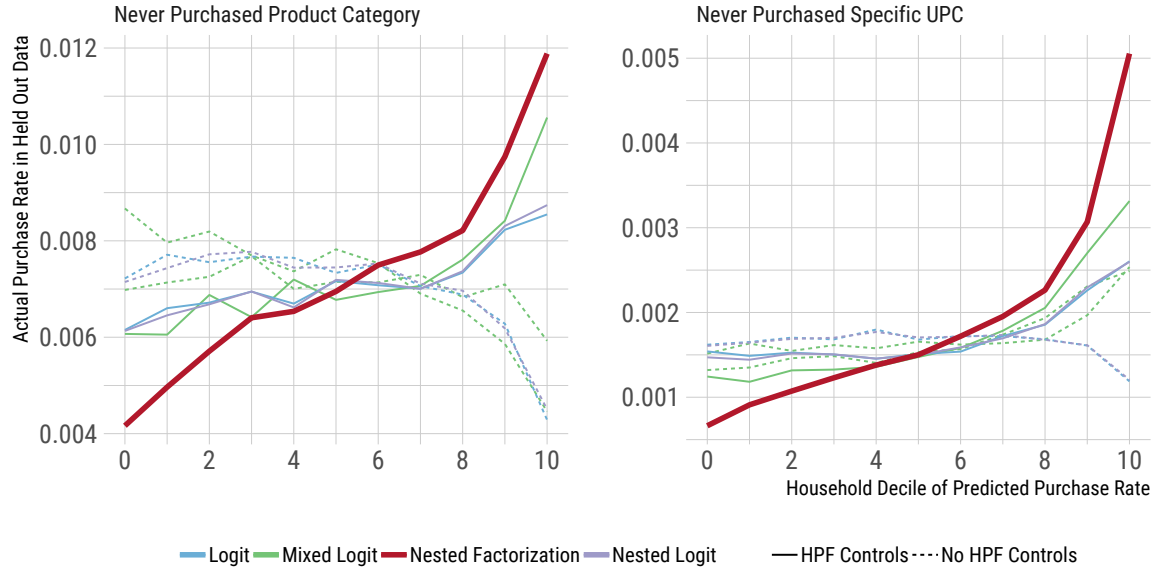 Never Purchased Product Category
Never Purchased Specific UPC
Actual Purchase Rate in Held Out Data
0.012
0.010
0.008
0.006
0.004
0 2 4 6 8 10
0.005
0.004
0.003
0.002
0.001
0 2 4 6 8 10
Household Decile of Predicted Purchase Rate
Logit Mixed Logit Nested Factorization Nested Logit HPF Controls No HPF Controls